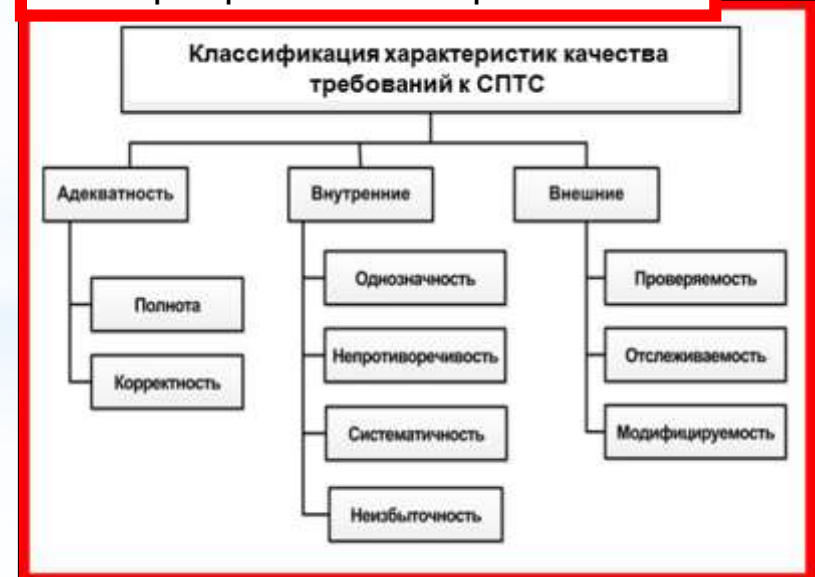 Классификация характеристик качества
требований к СПТС
Адекватность
Внутренние
Внешние
Полнота
Корректность
Однозначность
Непротиворечивость
Систематичность
Неизбыточность
Проверяемость
Отслеживаемость
Модифицируемость